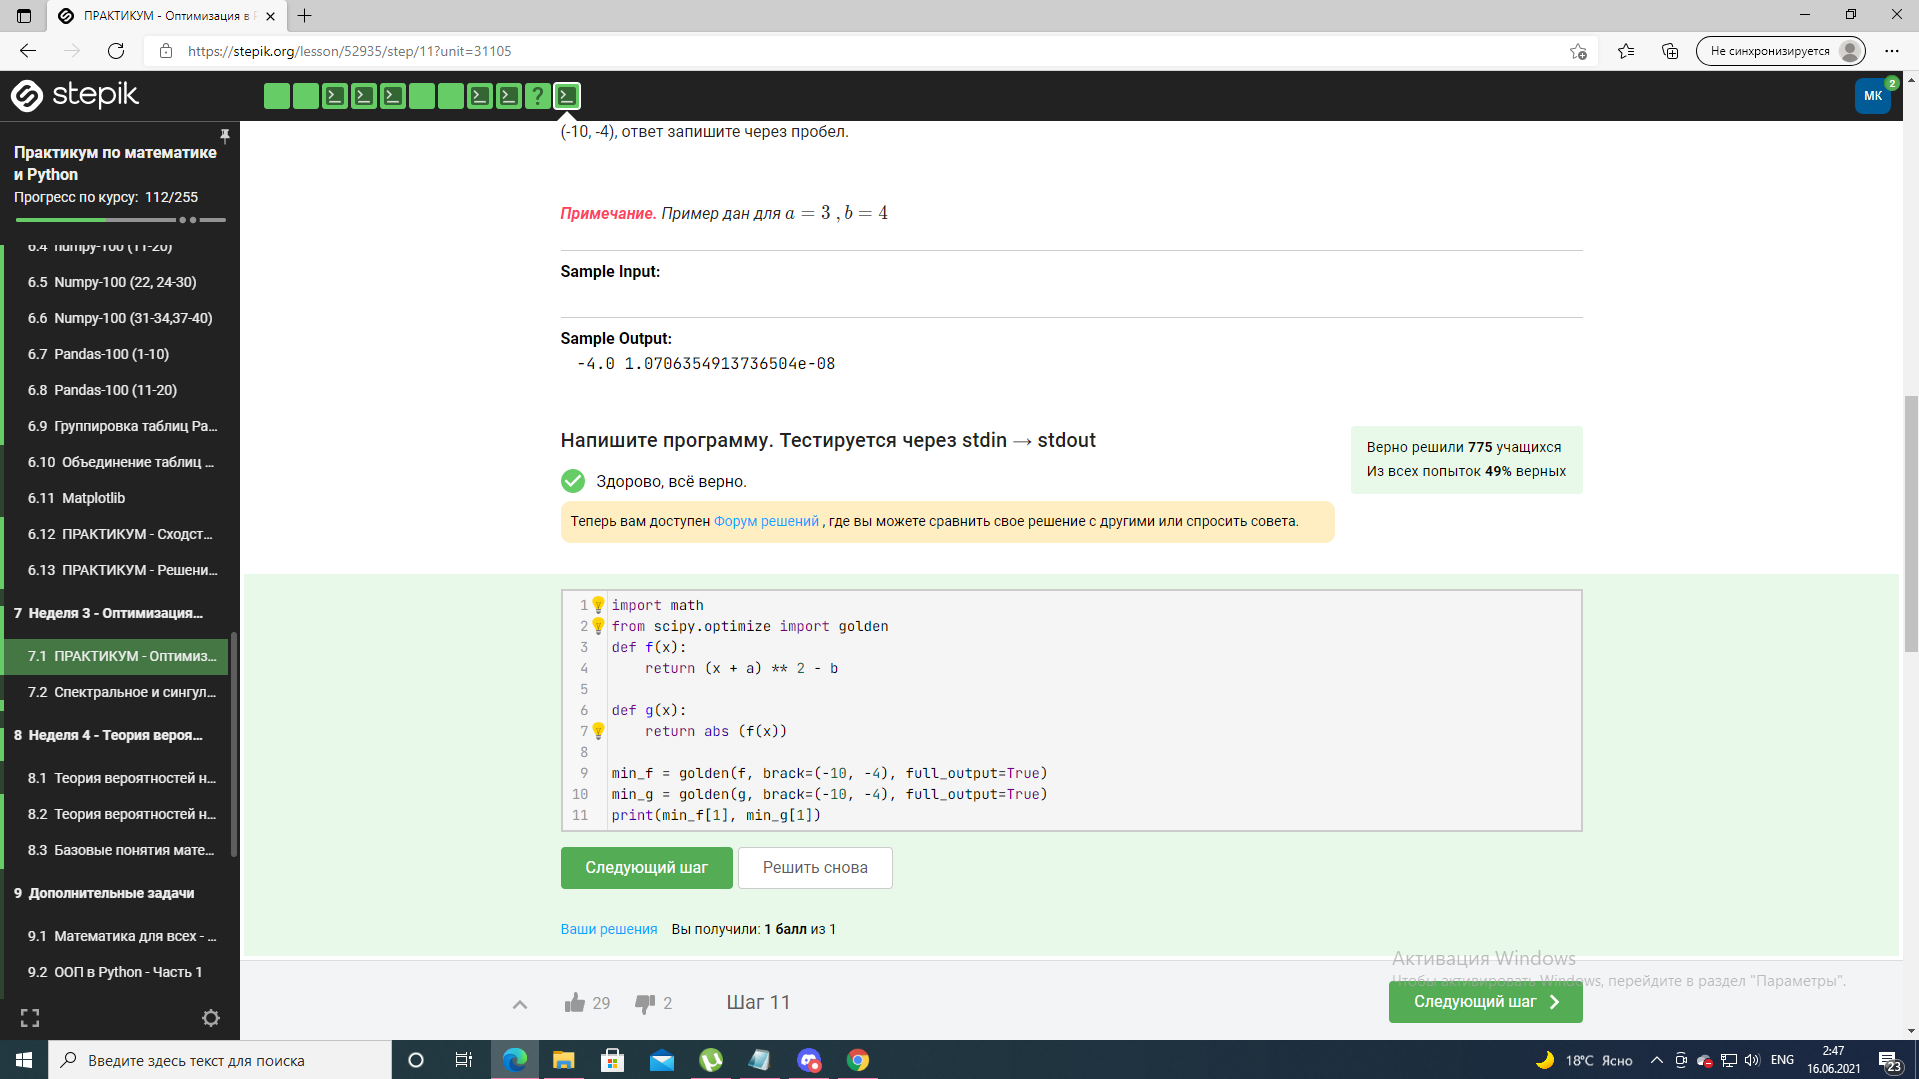 ПРАКТИКУМ - Оптимизация в
https://stepik.org/lesson/52935/step/11?unit=31105
Не синхронизируется
stepik
?
МК
2
Практикум по математике
и Python
Прогресс по курсу: 112/255
6.4 numpy-100 (11-20)
6.5 Numpy-100 (22, 24-30)
6.6 Numpy-100 (31-34,37-40)
6.7 Pandas-100 (1-10)
6.8 Pandas-100 (11-20)
6.9 Группировка таблиц Pa...
6.10 Объединение таблиц ...
6.11 Matplotlib
6.12 ПРАКТИКУМ - Сходст...
6.13 ПРАКТИКУМ - Решени...
7 Неделя 3 - Оптимизация...
7.1 ПРАКТИКУМ - Оптимиз...
7.2 Спектральное и сингул...
8 Неделя 4 - Теория вероя...
8.1 Теория вероятностей н...
8.2 Теория вероятностей н...
8.3 Базовые понятия мате...
9 Дополнительные задачи
9.1 Математика для всех - ...
9.2 ООП в Python - Часть 1
(-10, -4), ответ запишите через пробел.
Примечание. Пример дан для a = 3 , b = 4
Sample Input:
Sample Output:
-4.0 1.0706354913736504e-08
Напишите программу. Тестируется через stdin → stdout
Верно решили 775 учащихся
Из всех попыток 49% верных
Здорово, всё верно.
Теперь вам доступен Форум решений , где вы можете сравнить свое решение с другими или спросить совета.
1 import math
2 from scipy.optimize import golden
3 def f(x):
4 return (x + a) ** 2 - b
5
6 def g(x):
7 return abs (f(x))
8
9 min_f = golden(f, brack=(-10, -4), full_output=True)
10 min_g = golden(g, brack=(-10, -4), full_output=True)
11 print(min_f[1], min_g[1])
Следующий шаг
Решить снова
Ваши решения Вы получили: 1 балл из 1
Активация Windows
Чтобы активировать Windows, перейдите в раздел "Параметры".
29
2
Шаг 11
Следующий шаг
Введите здесь текст для поиска
18°C Ясно
ENG
2:47
16.06.2021
23